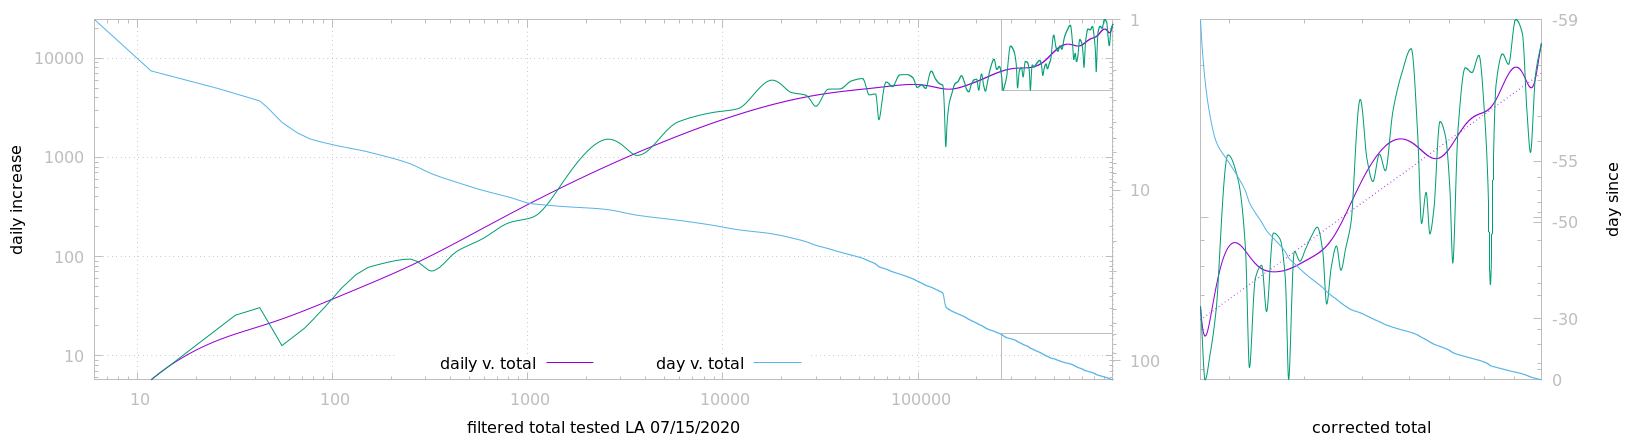 daily increase
10000
1000
100
10
daily v. total
day v. total
10
100
1000
10000
100000
filtered total tested LA 07/15/2020
1
10
100
corrected total
-59
-55
-50
-30
0
day since